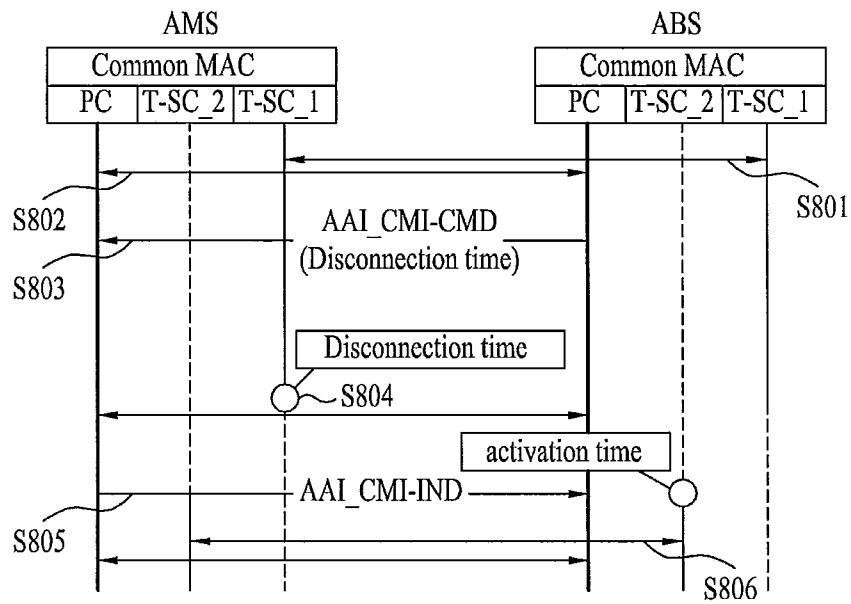 AMS
ABS
Common MAC
Common MAC
PC T-SC_2 T-SC_1
PC T-SC_2 T-SC_1
S802
S801
AAI_CMI-CMD
(Disconnection time)
S803
Disconnection time
S804
activation time
AAI_CMI-IND
S805
S806